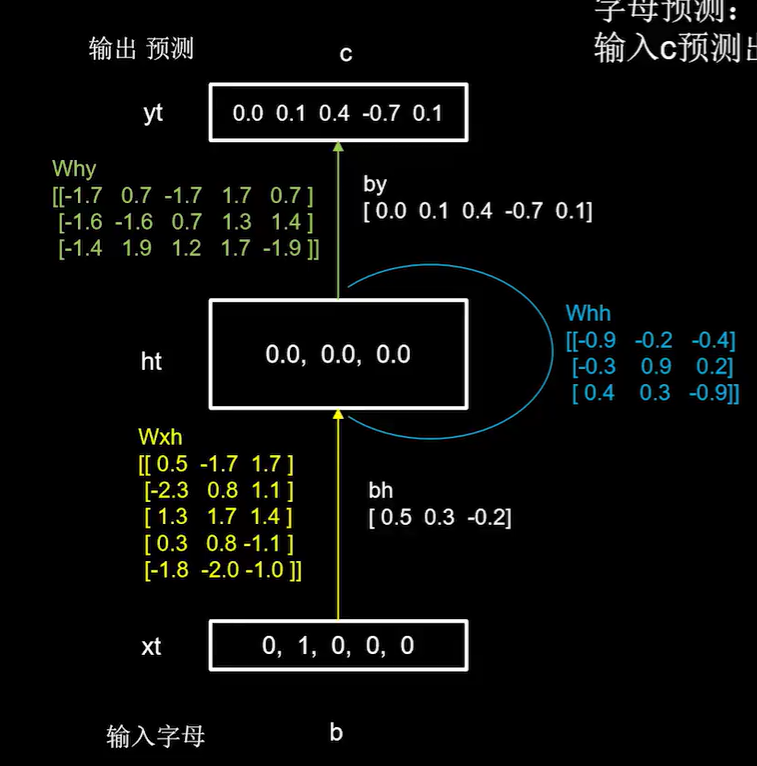 字母预测：
输入c预测出
输出 预测
c
yt
0.0 0.1 0.4 -0.7 0.1
Why
[[-1.7 0.7 -1.7 1.7 0.7 ]
[-1.6 -1.6 0.7 1.3 1.4 ]
[-1.4 1.9 1.2 1.7 -1.9 ]]
by
[ 0.0 0.1 0.4 -0.7 0.1]
ht
0.0, 0.0, 0.0
Whh
[[-0.9 -0.2 -0.4]
[-0.3 0.9 0.2]
[ 0.4 0.3 -0.9]]
Wxh
[[ 0.5 -1.7 1.7 ]
[-2.3 0.8 1.1 ]
[ 1.3 1.7 1.4 ]
[ 0.3 0.8 -1.1 ]
[-1.8 -2.0 -1.0 ]]
bh
[ 0.5 0.3 -0.2]
xt
0, 1, 0, 0, 0
输入字母
b